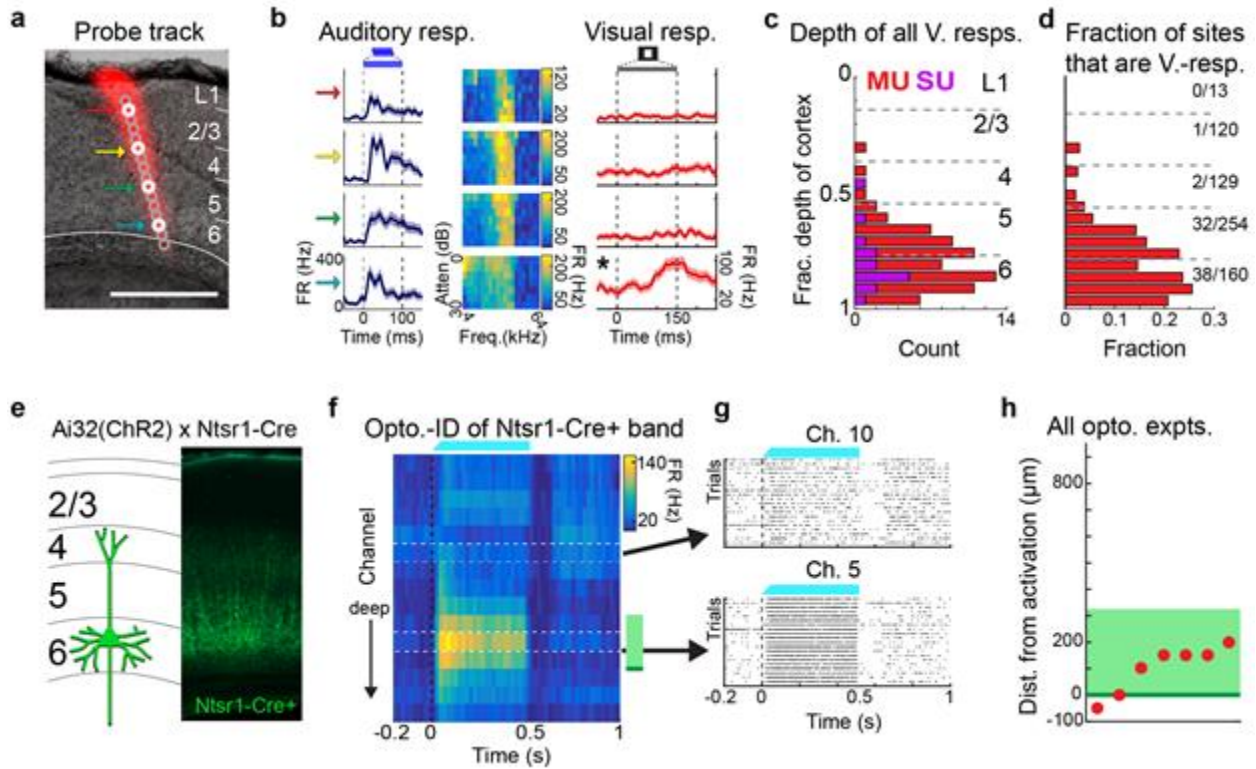 a
Probe track
L1
2/3
4
5
6
b
Auditory resp.
Visual resp.
120
20
200
50
200
50
200
50
400
0
FR (Hz)
0
100
Time (ms)
0
Atten (dB)
Freq.(kHz)
4
64
FR (Hz)
*
100
20
FR (Hz)
0
150
Time (ms)
c
Depth of all V. resps.
MU SU
L1
2/3
4
5
6
0
0.5
1
Frac. depth of cortex
0
14
Count
d
Fraction of sites
that are V.-resp.
0/13
1/120
2/129
32/254
38/160
0
0.1
0.2
0.3
Fraction
e
Ai32(ChR2) x Ntsr1-Cre
2/3
4
5
6
Ntsr1-Cre+
f
Opto.-ID of Ntsr1-Cre+ band
140
20
FR (Hz)
Channel
deep
-0.2
0
0.5
1
Time (s)
g
Ch. 10
Trials
Ch. 5
Trials
-0.2
0
0.5
1
Time (s)
h
All opto. expts.
Dist. from activation (µm)
800
200
0
-100